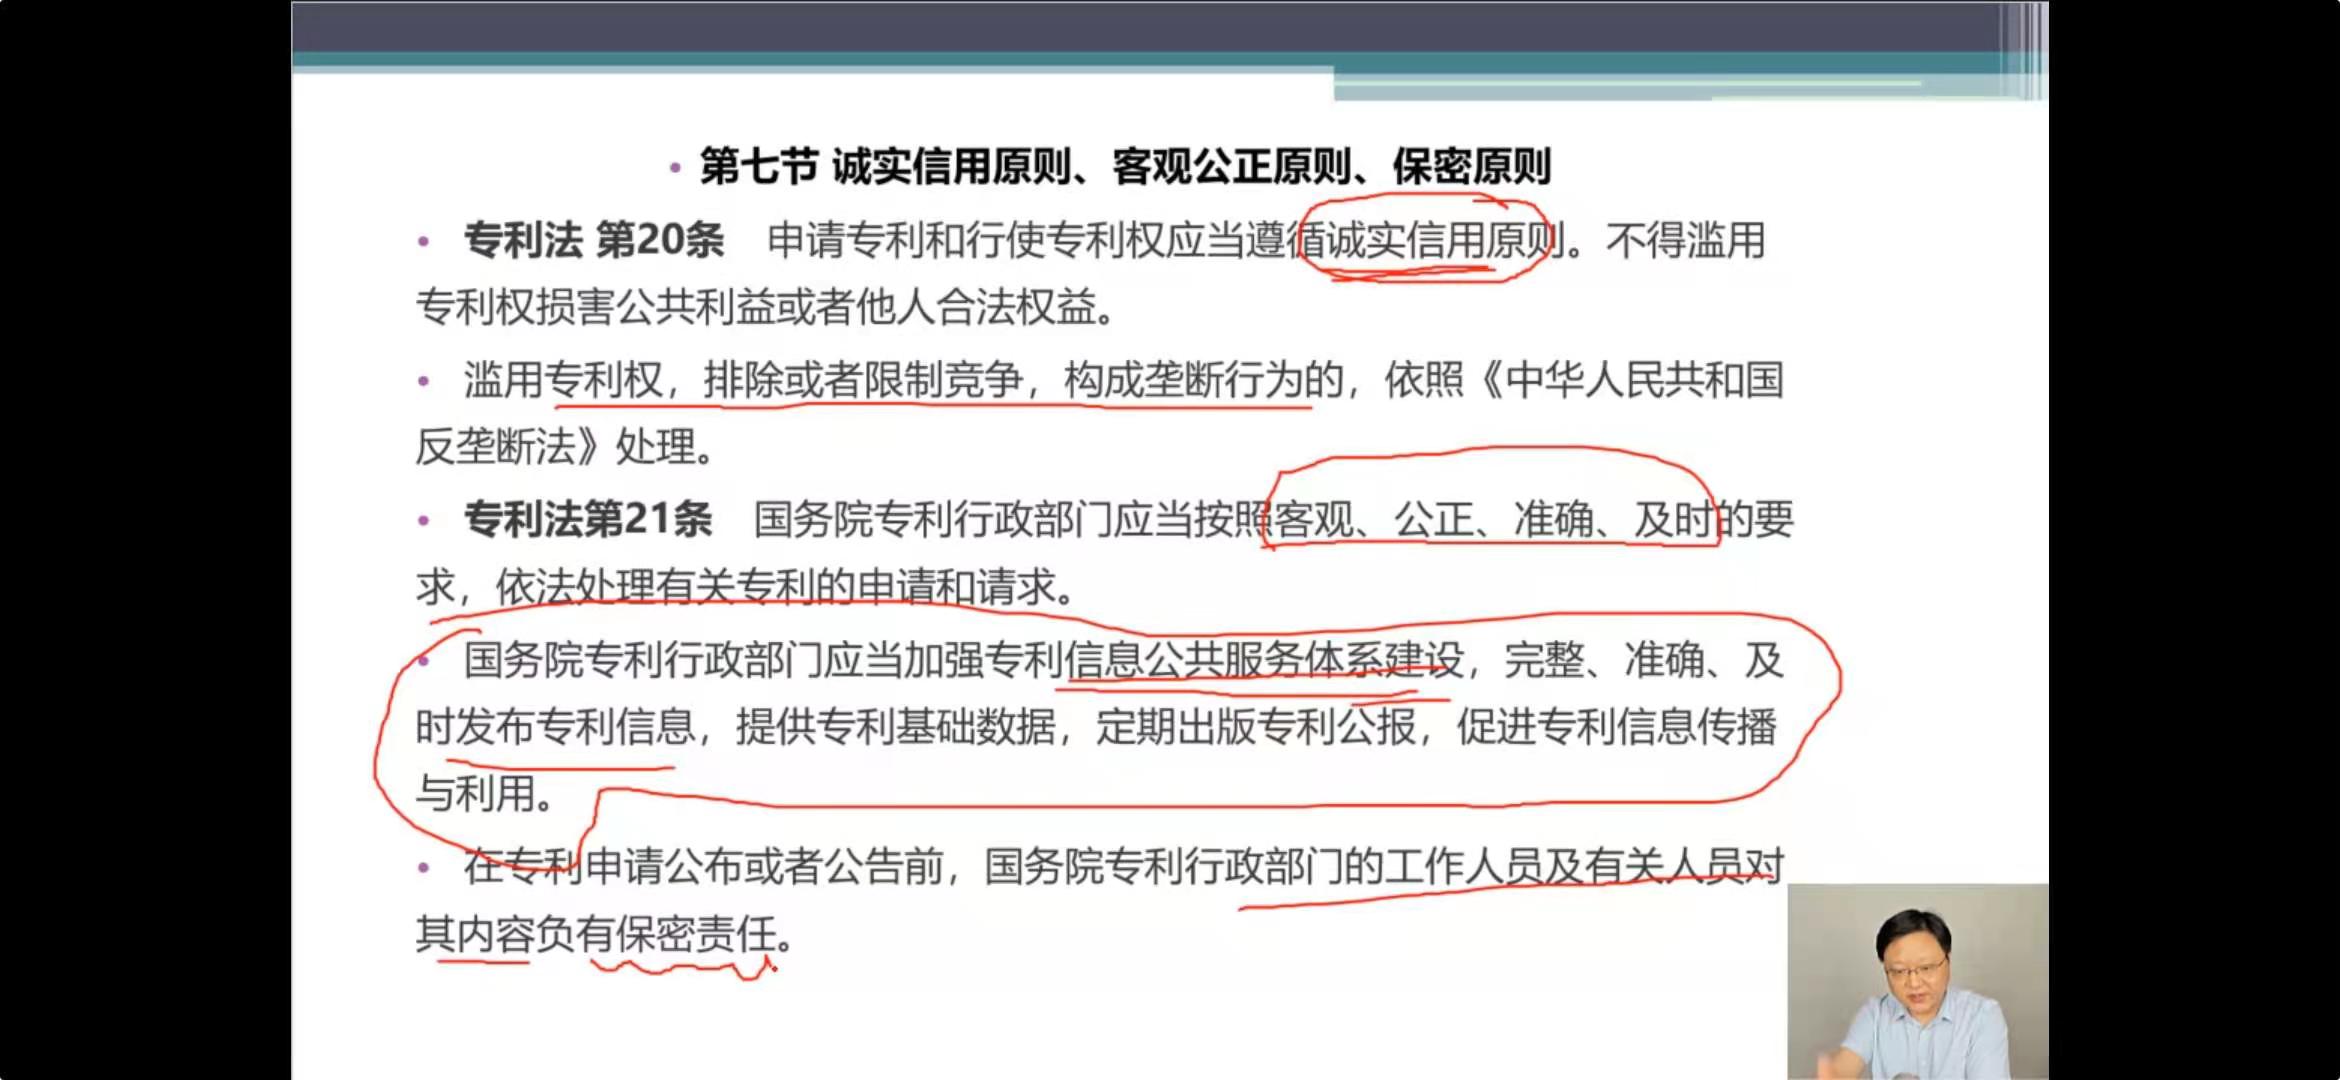 • 第七节 诚实信用原则、客观公正原则、保密原则
• 专利法 第20条 申请专利和行使专利权应当遵循诚实信用原则。不得滥用
专利权损害公共利益或者他人合法权益。
• 滥用专利权，排除或者限制竞争，构成垄断行为的，依照《中华人民共和国
反垄断法》处理。
• 专利法第21条 国务院专利行政部门应当按照客观、公正、准确、及时的要
求，依法处理有关专利的申请和请求。
• 国务院专利行政部门应当加强专利信息公共服务体系建设，完整、准确、及
时发布专利信息，提供专利基础数据，定期出版专利公报，促进专利信息传播
与利用。
• 在专利申请公布或者公告前，国务院专利行政部门的工作人员及有关人员对
其内容负有保密责任。